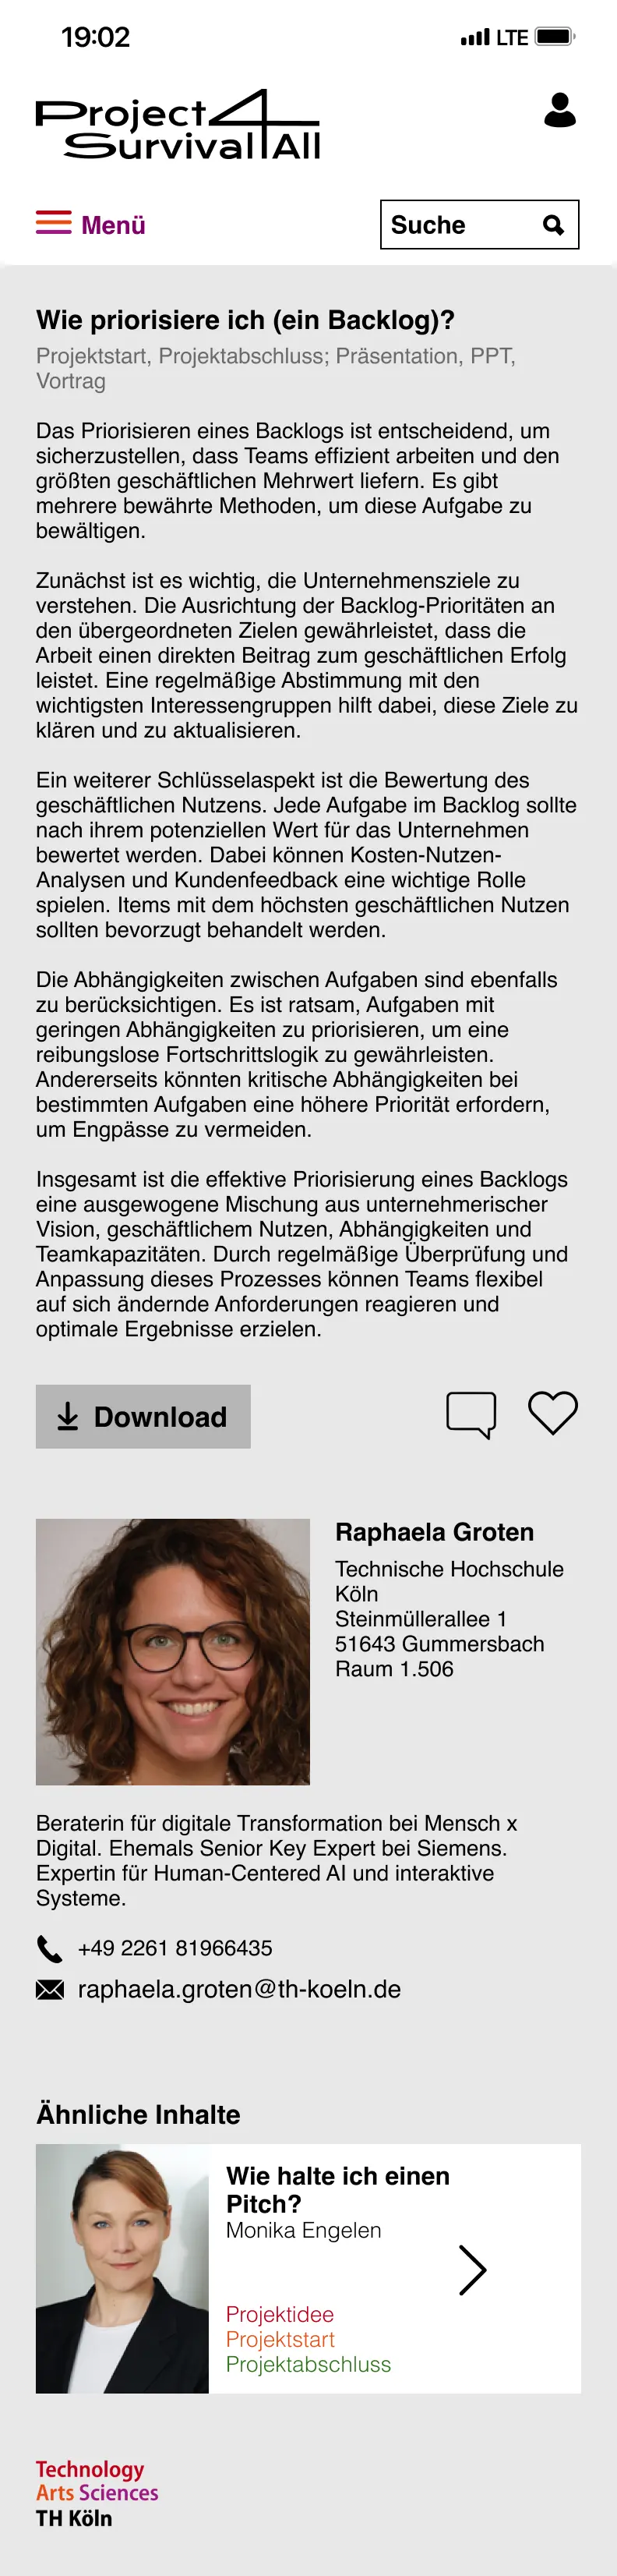 19:02
LTE
Project 4
Survival All
Menü
Suche
Wie priorisiere ich (ein Backlog)?
Projektstart, Projektabschluss; Präsentation, PPT,
Vortrag
Das Priorisieren eines Backlogs ist entscheidend, um
sicherzustellen, dass Teams effizient arbeiten und den
größten geschäftlichen Mehrwert liefern. Es gibt
mehrere bewährte Methoden, um diese Aufgabe zu
bewältigen.
Zunächst ist es wichtig, die Unternehmensziele zu
verstehen. Die Ausrichtung der Backlog-Prioritäten an
den übergeordneten Zielen gewährleistet, dass die
Arbeit einen direkten Beitrag zum geschäftlichen Erfolg
leistet. Eine regelmäßige Abstimmung mit den
wichtigsten Interessengruppen hilft dabei, diese Ziele zu
klären und zu aktualisieren.
Ein weiterer Schlüsselaspekt ist die Bewertung des
geschäftlichen Nutzens. Jede Aufgabe im Backlog sollte
nach ihrem potenziellen Wert für das Unternehmen
bewertet werden. Dabei können Kosten-Nutzen-
Analysen und Kundenfeedback eine wichtige Rolle
spielen. Items mit dem höchsten geschäftlichen Nutzen
sollten bevorzugt behandelt werden.
Die Abhängigkeiten zwischen Aufgaben sind ebenfalls
zu berücksichtigen. Es ist ratsam, Aufgaben mit
geringen Abhängigkeiten zu priorisieren, um eine
reibungslose Fortschrittslogik zu gewährleisten.
Andererseits könnten kritische Abhängigkeiten bei
bestimmten Aufgaben eine höhere Priorität erfordern,
um Engpässe zu vermeiden.
Insgesamt ist die effektive Priorisierung eines Backlogs
eine ausgewogene Mischung aus unternehmerischer
Vision, geschäftlichem Nutzen, Abhängigkeiten und
Teamkapazitäten. Durch regelmäßige Überprüfung und
Anpassung dieses Prozesses können Teams flexibel
auf sich ändernde Anforderungen reagieren und
optimale Ergebnisse erzielen.
Download
Raphaela Groten
Technische Hochschule
Köln
Steinmüllerallee 1
51643 Gummersbach
Raum 1.506
Beraterin für digitale Transformation bei Mensch x
Digital. Ehemals Senior Key Expert bei Siemens.
Expertin für Human-Centered AI und interaktive
Systeme.
+49 2261 81966435
raphaela.groten@th-koeln.de
Ähnliche Inhalte
Wie halte ich einen
Pitch?
Monika Engelen
Projektidee
Projektstart
Projektabschluss
Technology
Arts Sciences
TH Köln